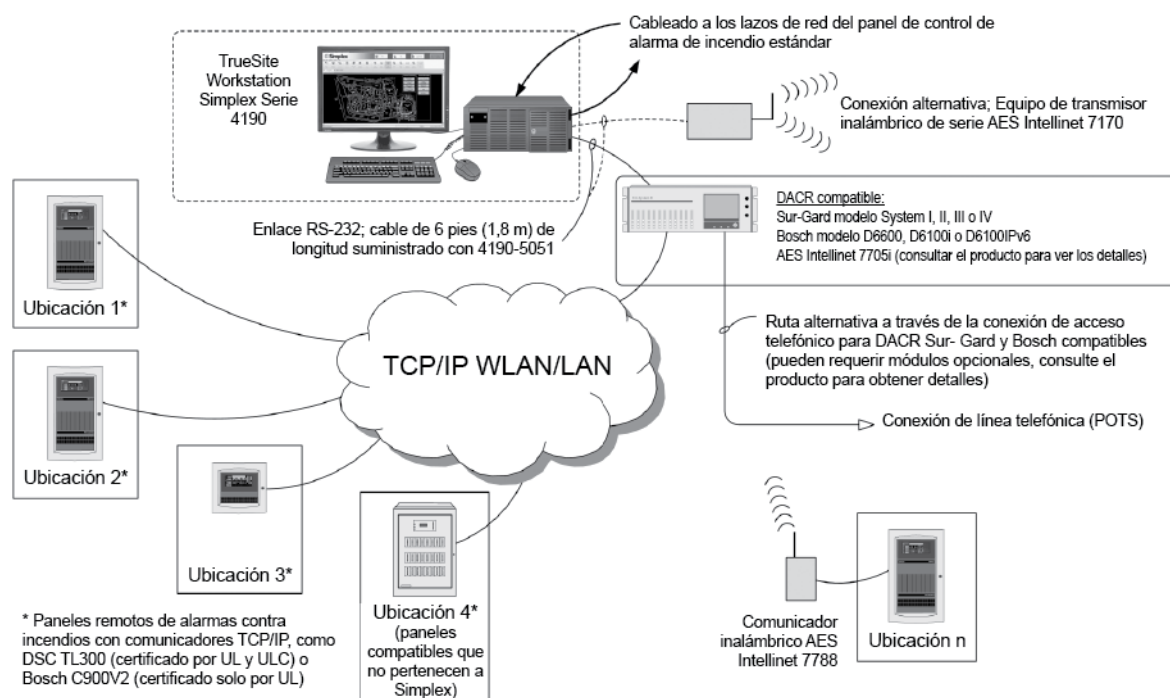 Cableado a los lazos de red del panel de control de
alarma de incendio estándar
TrueSite
Workstation
Simplex Serie
4190
Simplex
Conexión alternativa; Equipo de transmisor
inalámbrico de serie AES Intellinet 7170
Enlace RS-232; cable de 6 pies (1,8 m) de
longitud suministrado con 4190-5051
DACR compatible:
Sur-Gard modelo System I, II, III o IV
Bosch modelo D6600, D6100i o D6100IPv6
AES Intellinet 7705i (consultar el producto para ver los detalles)
Ubicación 1*
TCP/IP WLAN/LAN
Ruta alternativa a través de la conexión de acceso
telefónico para DACR Sur- Gard y Bosch compatibles
(pueden requerir módulos opcionales, consulte el
producto para obtener detalles)
Conexión de línea telefónica (POTS)
Ubicación 2*
Ubicación 3*
Ubicación 4*
(paneles
compatibles que
no pertenecen a
Simplex)
Comunicador
inalámbrico AES
Intellinet 7788
Ubicación n
* Paneles remotos de alarmas contra
incendios con comunicadores TCP/IP, como
DSC TL300 (certificado por UL y ULC) o
Bosch C900V2 (certificado solo por UL)